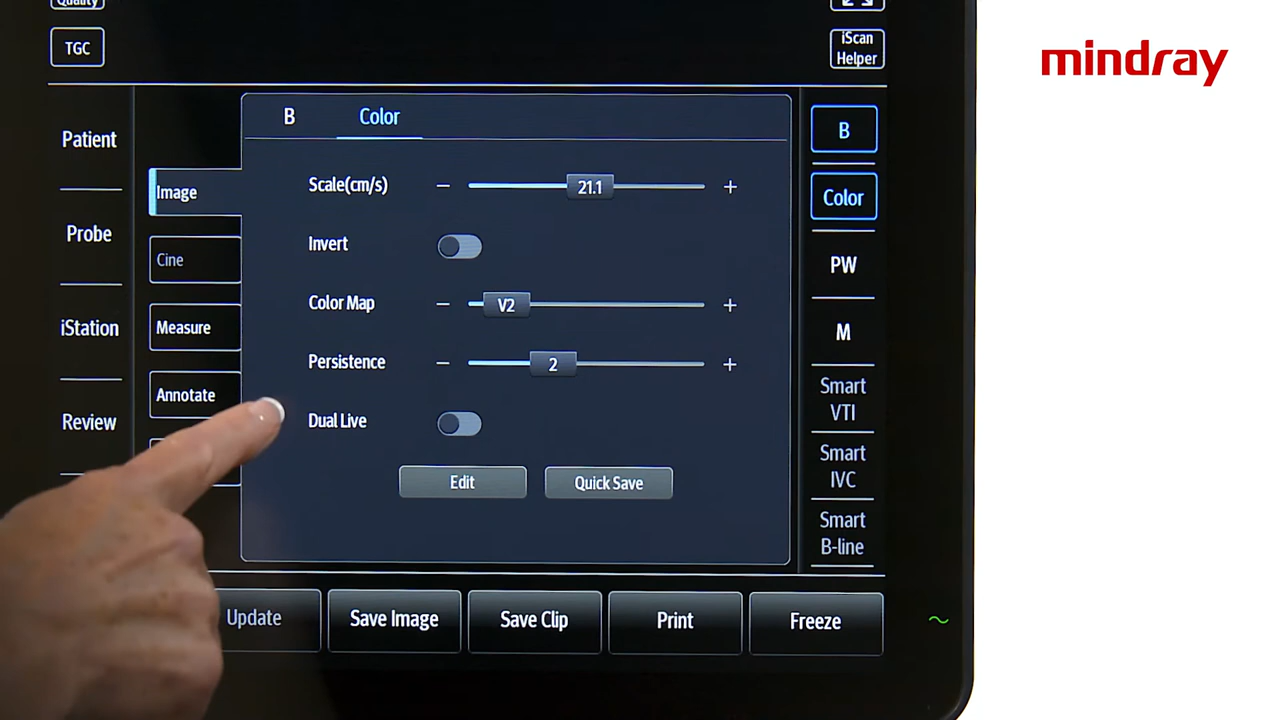 Quality
TGC
iScan
Helper
mindray
Patient
Probe
iStation
Review
Image
Cine
Measure
Annotate
B
Color
Scale(cm/s)
−
21.1
+
Invert
Color Map
−
V2
+
Persistence
−
2
+
Dual Live
Edit
Quick Save
B
Color
PW
M
Smart
VTI
Smart
IVC
Smart
B-line
Update
Save Image
Save Clip
Print
Freeze